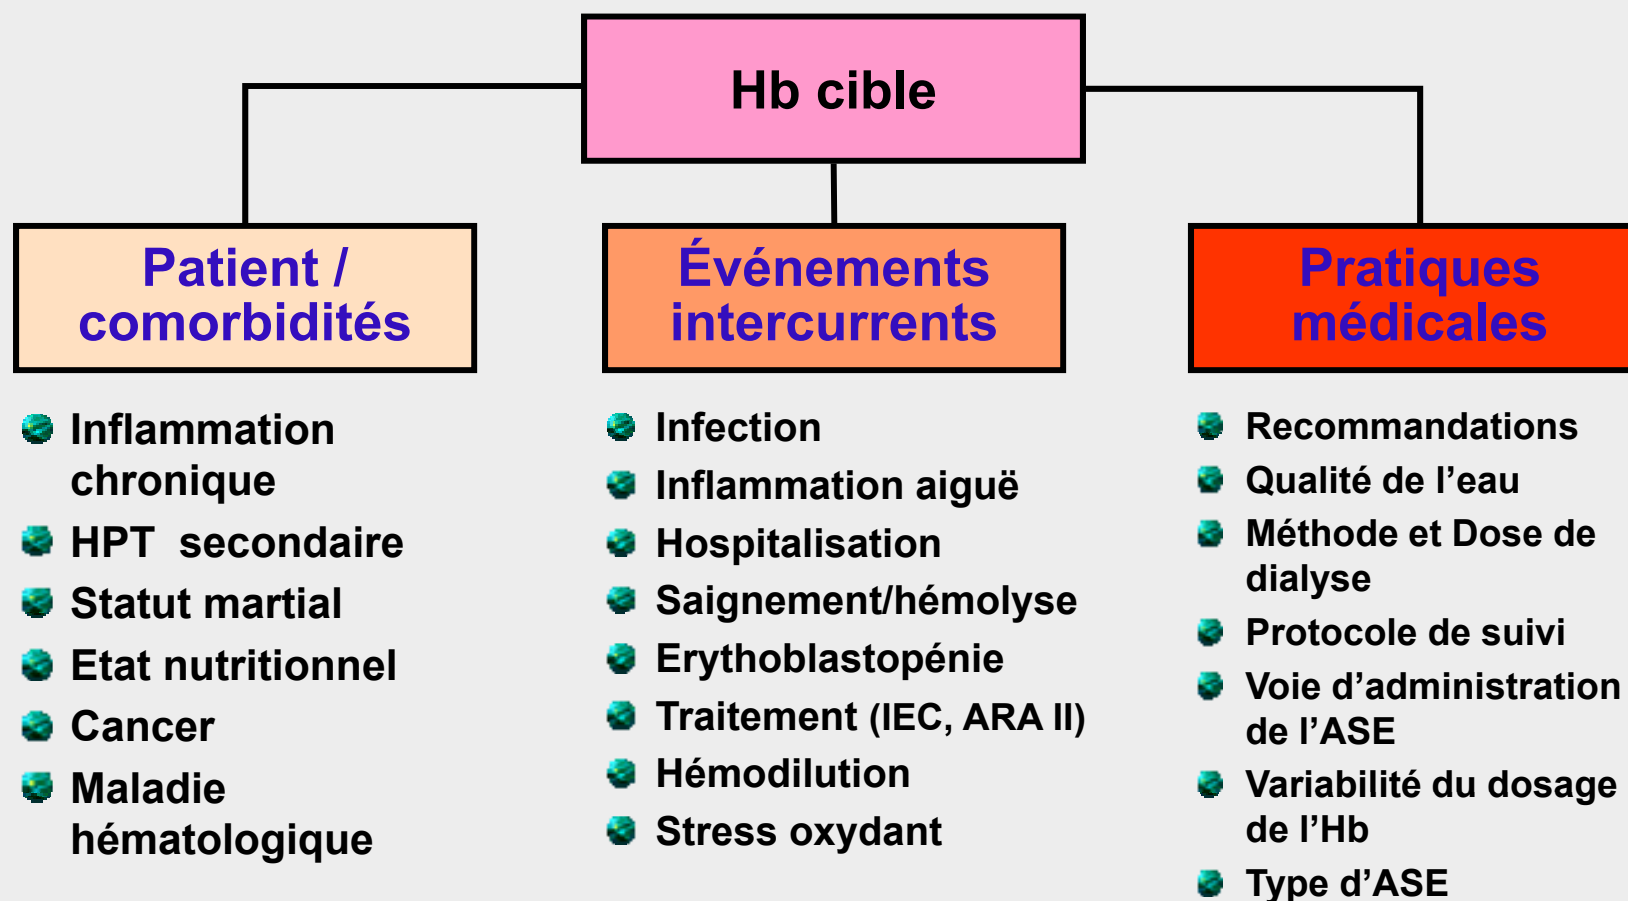 Hb cible
Patient /
comorbidités
Inflammation
chronique
HPT secondaire
Statut martial
Etat nutritionnel
Cancer
Maladie
hématologique
Événements
intercurrents
Infection
Inflammation aiguë
Hospitalisation
Saignement/hémolyse
Erythoblastopénie
Traitement (IEC, ARA II)
Hémodilution
Stress oxydant
Pratiques
médicales
Recommandations
Qualité de l’eau
Méthode et Dose de
dialyse
Protocole de suivi
Voie d’administration
de l’ASE
Variabilité du dosage
de l’Hb
Type d’ASE